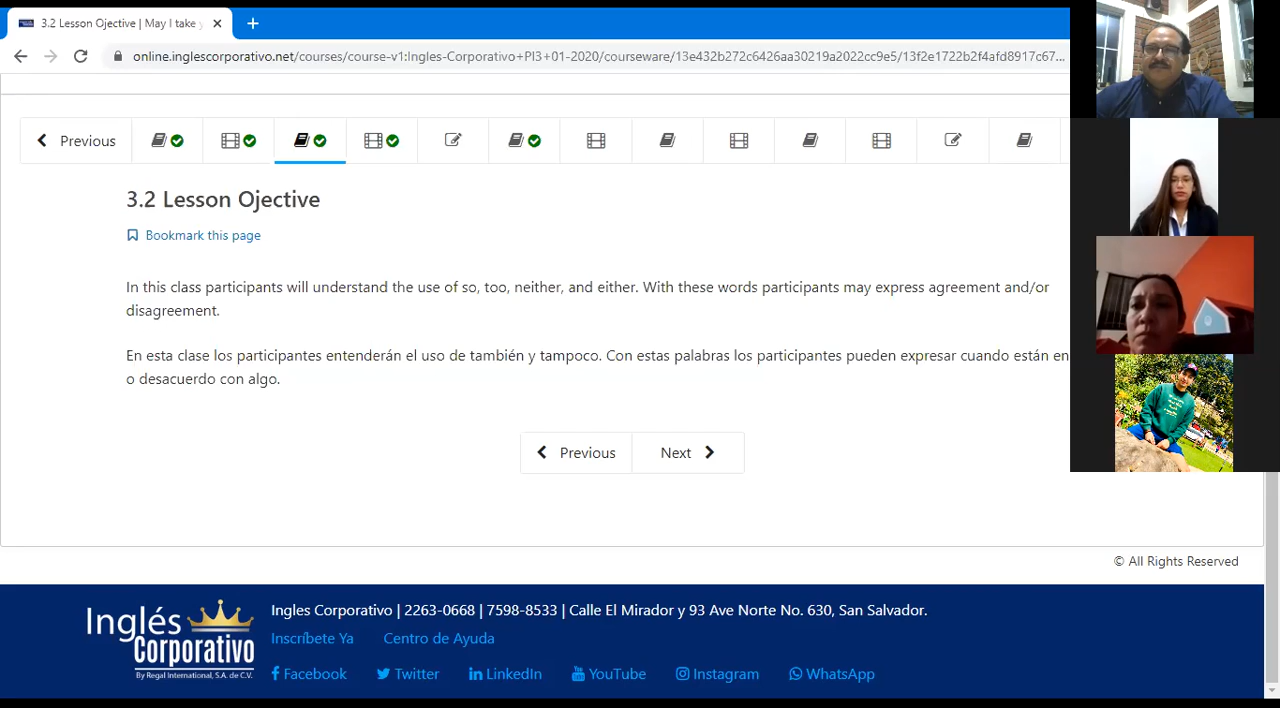 3.2 Lesson Ojective | May I take y
online.inglescorporativo.net/courses/course-v1:Ingles-Corporativo+PI3+01-2020/courseware/13e432b272c6426aa30219a2022cc9e5/13f2e1722b2f4afd8917c67...
Previous
3.2 Lesson Ojective
Bookmark this page
In this class participants will understand the use of so, too, neither, and either. With these words participants may express agreement and/or
disagreement.
En esta clase los participantes entenderán el uso de también y tampoco. Con estas palabras los participantes pueden expresar cuando están en
o desacuerdo con algo.
Previous Next
© All Rights Reserved
Inglés
Corporativo
By Regal International, S.A. de C.V.
Ingles Corporativo | 2263-0668 | 7598-8533 | Calle El Mirador y 93 Ave Norte No. 630, San Salvador.
Inscríbete Ya Centro de Ayuda
Facebook Twitter LinkedIn YouTube Instagram WhatsApp